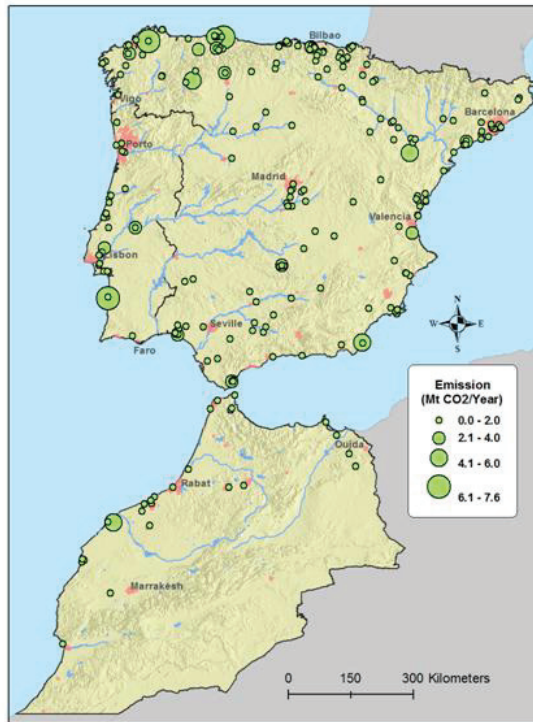 Bilbao
Vigo
Barcelona
Porto
Madrid
Valencia
Lisbon
Seville
Faro
N
W E
S
Emission
(Mt CO2/Year)
0.0 - 2.0
2.1 - 4.0
4.1 - 6.0
6.1 - 7.6
Oujda
Rabat
Marrakesh
0 150 300 Kilometers